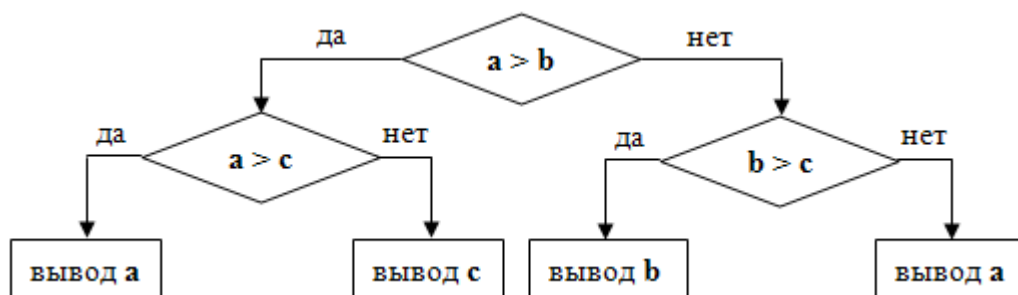 да
a > b
нет
да
a > c
нет
да
b > c
нет
вывод a
вывод c
вывод b
вывод a